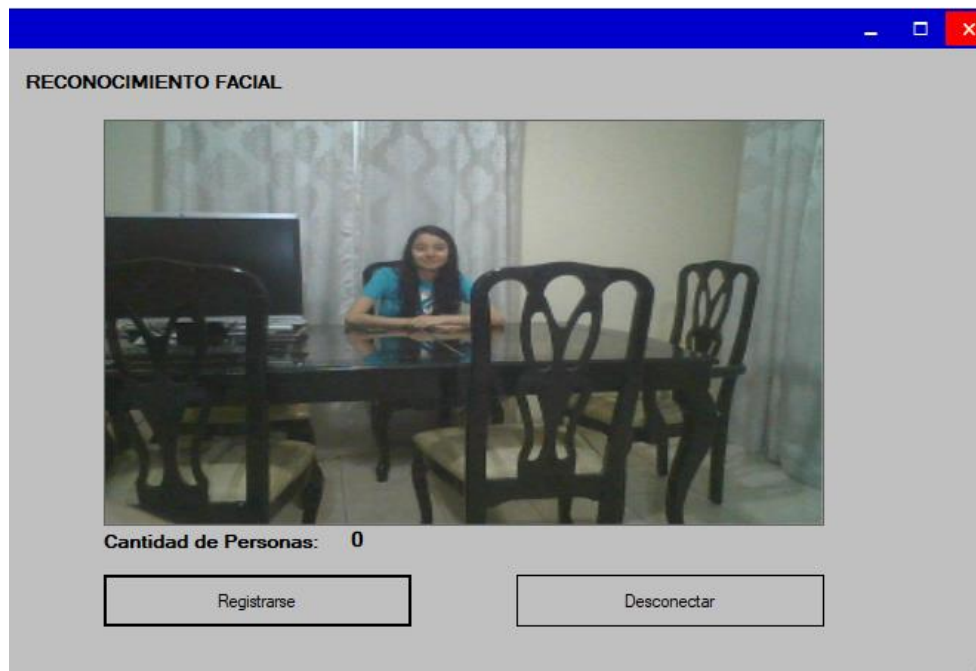 RECONOCIMIENTO FACIAL
Cantidad de Personas: 0
Registrarse
Desconectar